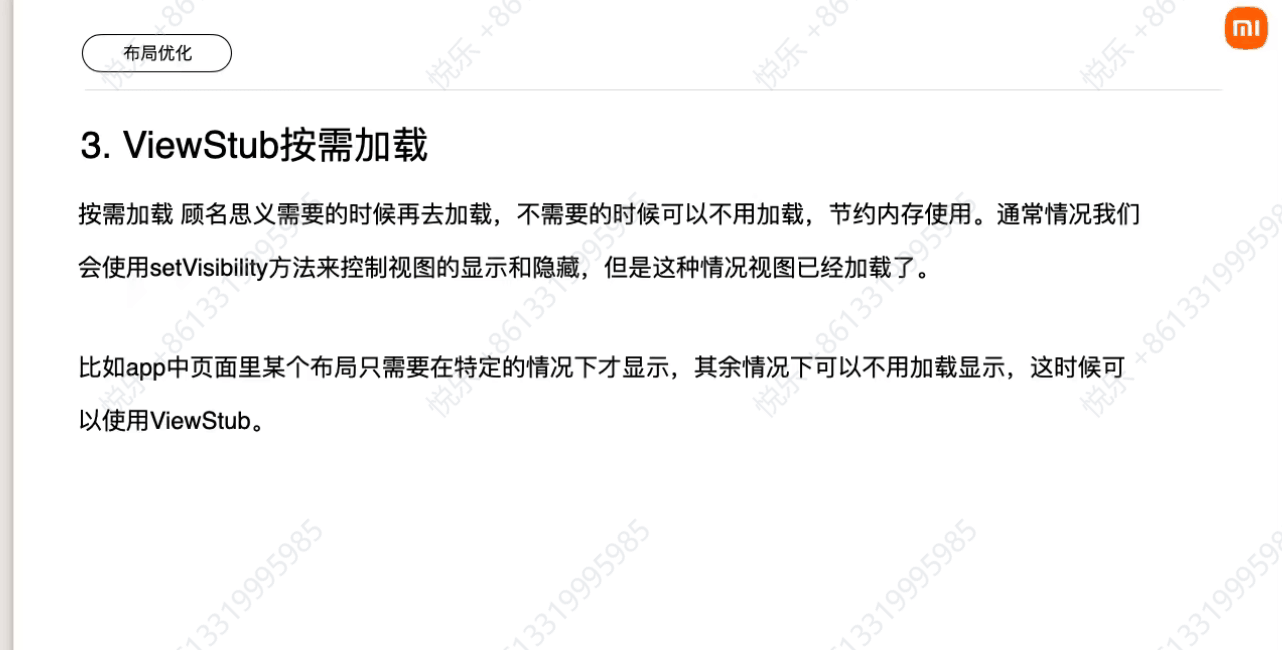 布局优化
3. ViewStub按需加载
按需加载 顾名思义需要的时候再去加载，不需要的时候可以不用加载，节约内存使用。通常情况我们
会使用setVisibility方法来控制视图的显示和隐藏，但是这种情况视图已经加载了。
比如app中页面里某个布局只需要在特定的情况下才显示，其余情况下可以不用加载显示，这时候可
以使用ViewStub。
悦乐 +8613319995985